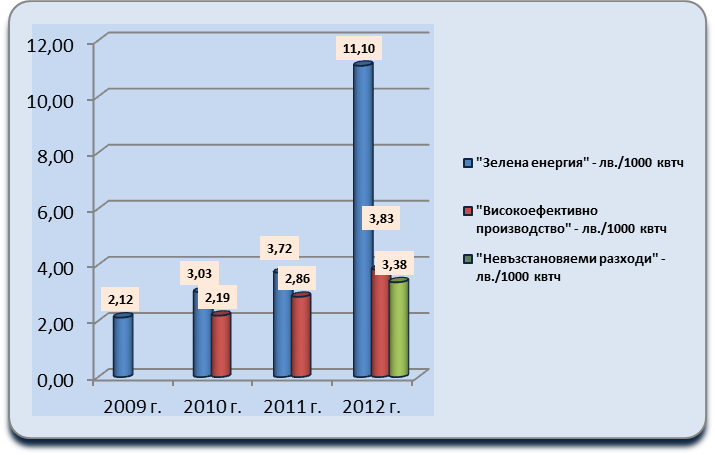 12,00
10,00
8,00
6,00
4,00
2,00
0,00
2,12
3,03
2,19
3,72
2,86
11,10
3,83
3,38
2009 г. 2010 г. 2011 г. 2012 г.
"Зелена енергия" - лв./1000 квтч
"Високоефективно
производство" - лв./1000 квтч
"Невъзстановяеми разходи" -
лв./1000 квтч